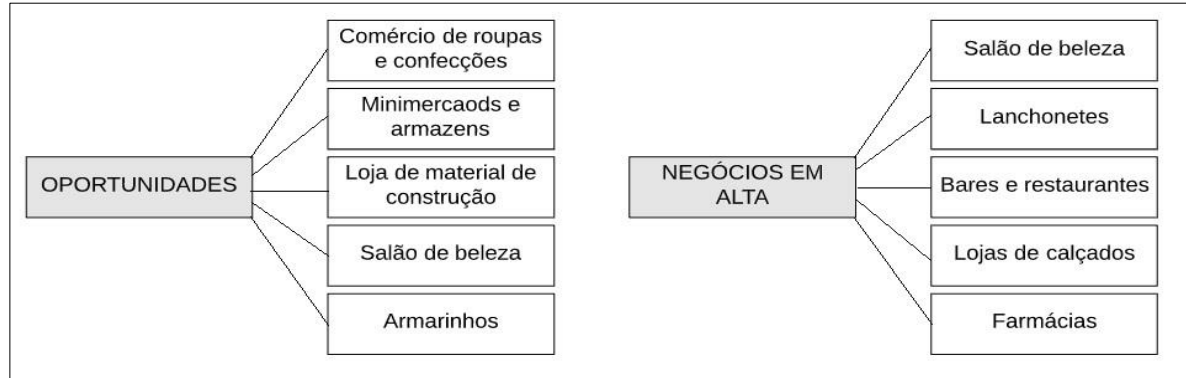 OPORTUNIDADES
Comércio de roupas
e confecções
Minimercaods e
armazens
Loja de material de
construção
Salão de beleza
Armarinhos
NEGÓCIOS EM
ALTA
Salão de beleza
Lanchonetes
Bares e restaurantes
Lojas de calçados
Farmácias